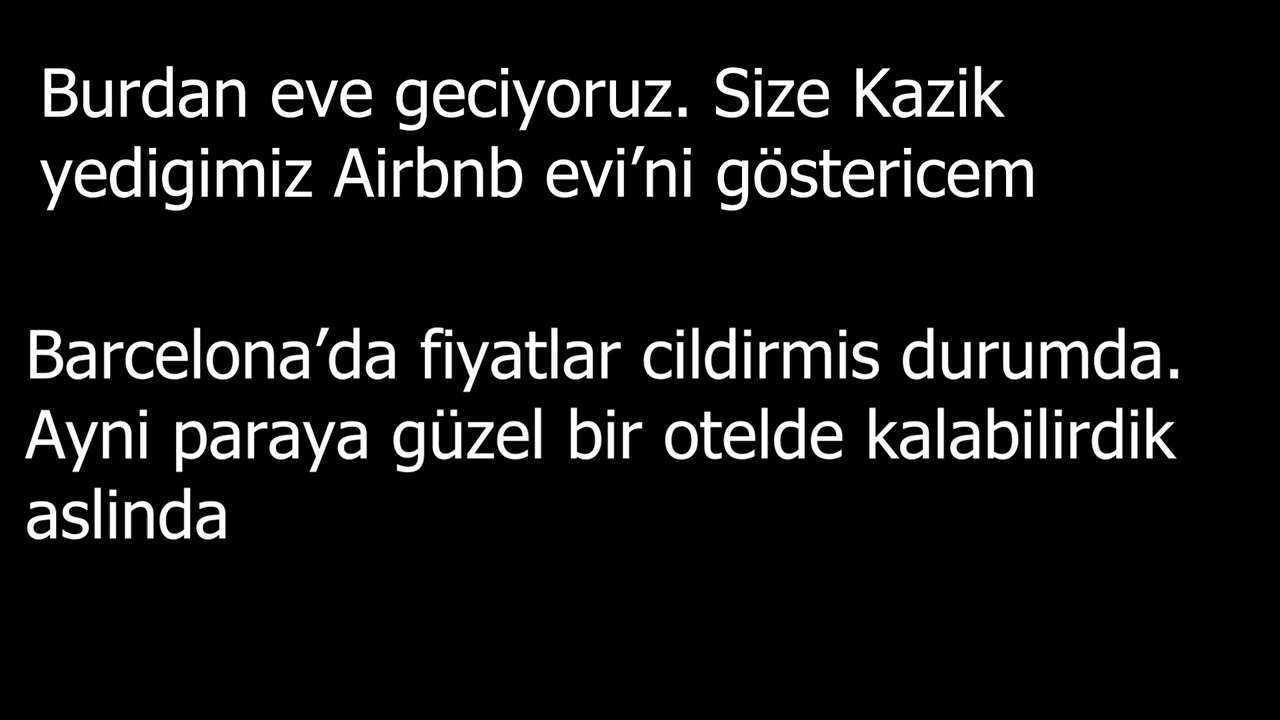 Burdan eve geciyoruz. Size Kazik
yedigimiz Airbnb evi’ni göstericem
Barcelona’da fiyatlar cildirmis durumda.
Ayni paraya güzel bir otelde kalabilirdik
aslinda